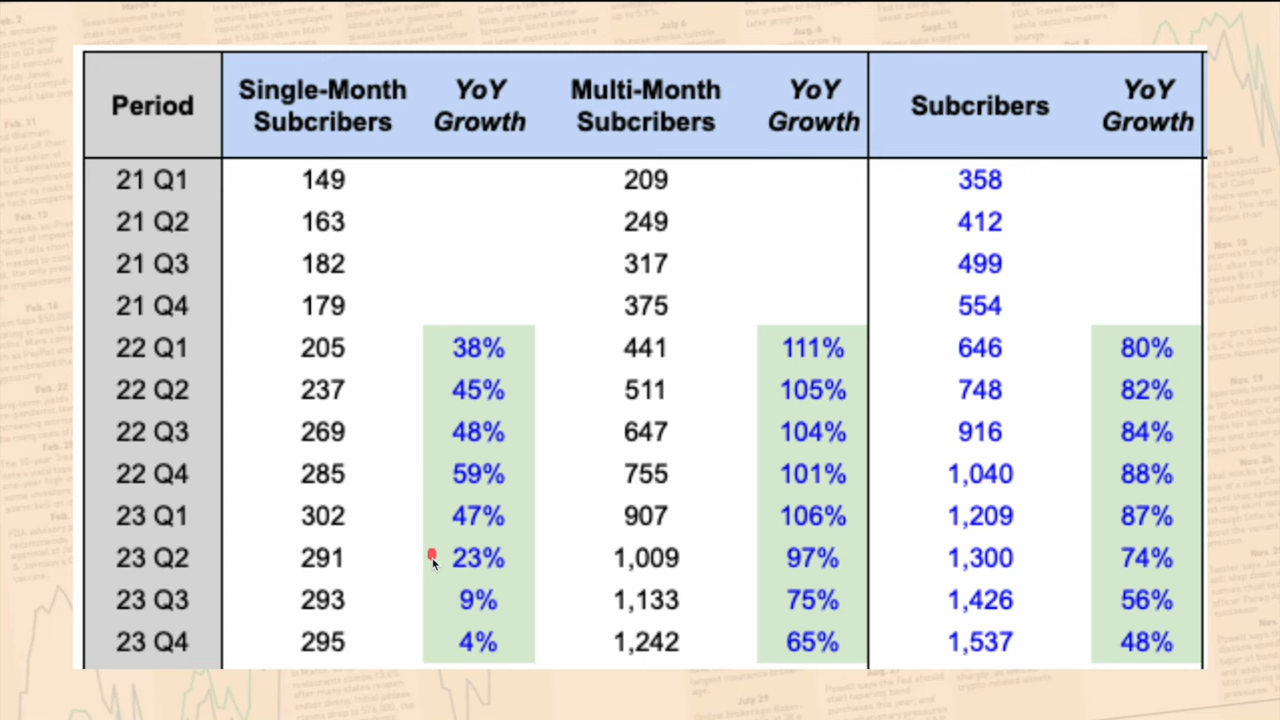 Period Single-Month Subcribers YoY Growth Multi-Month Subcribers YoY Growth Subcribers YoY Growth
21 Q1 149 209 358
21 Q2 163 249 412
21 Q3 182 317 499
21 Q4 179 375 554
22 Q1 205 38% 441 111% 646 80%
22 Q2 237 45% 511 105% 748 82%
22 Q3 269 48% 647 104% 916 84%
22 Q4 285 59% 755 101% 1,040 88%
23 Q1 302 47% 907 106% 1,209 87%
23 Q2 291 23% 1,009 97% 1,300 74%
23 Q3 293 9% 1,133 75% 1,426 56%
23 Q4 295 4% 1,242 65% 1,537 48%
July 29